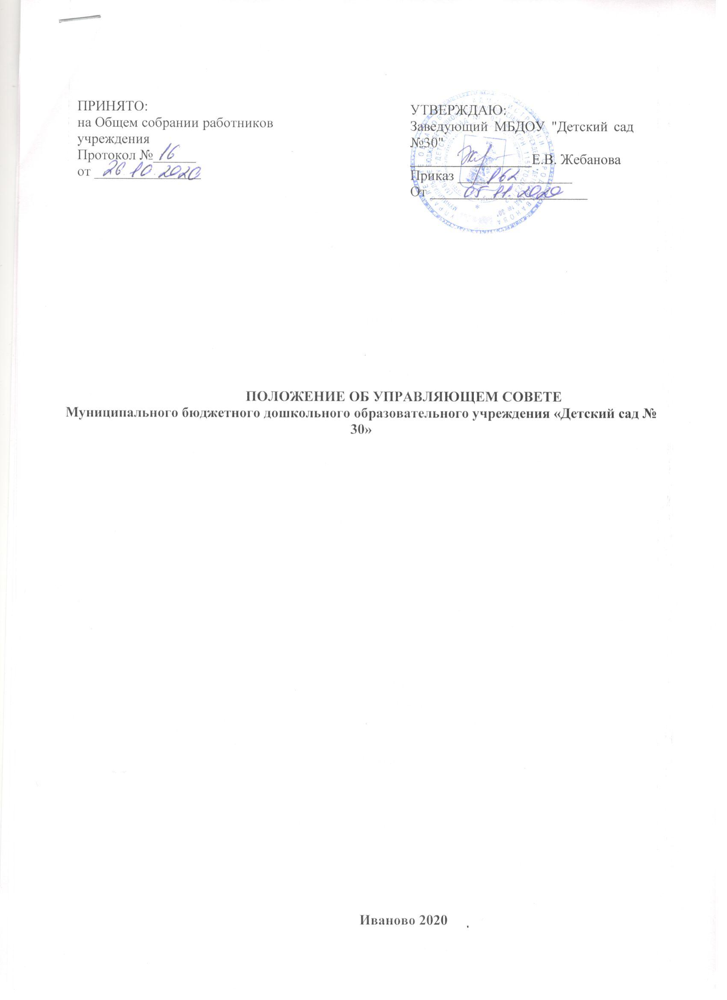 ПРИНЯТО:
на Общем собрании работников
учреждения
Протокол № 16
от 26.10.2020
УТВЕРЖДАЮ:
Заведующий МБДОУ "Детский сад
№30"
Е.В. Жебанова
Приказ 162
От 05.11.2020
ПОЛОЖЕНИЕ ОБ УПРАВЛЯЮЩЕМ СОВЕТЕ
Муниципального бюджетного дошкольного образовательного учреждения «Детский сад №
30»
Иваново 2020